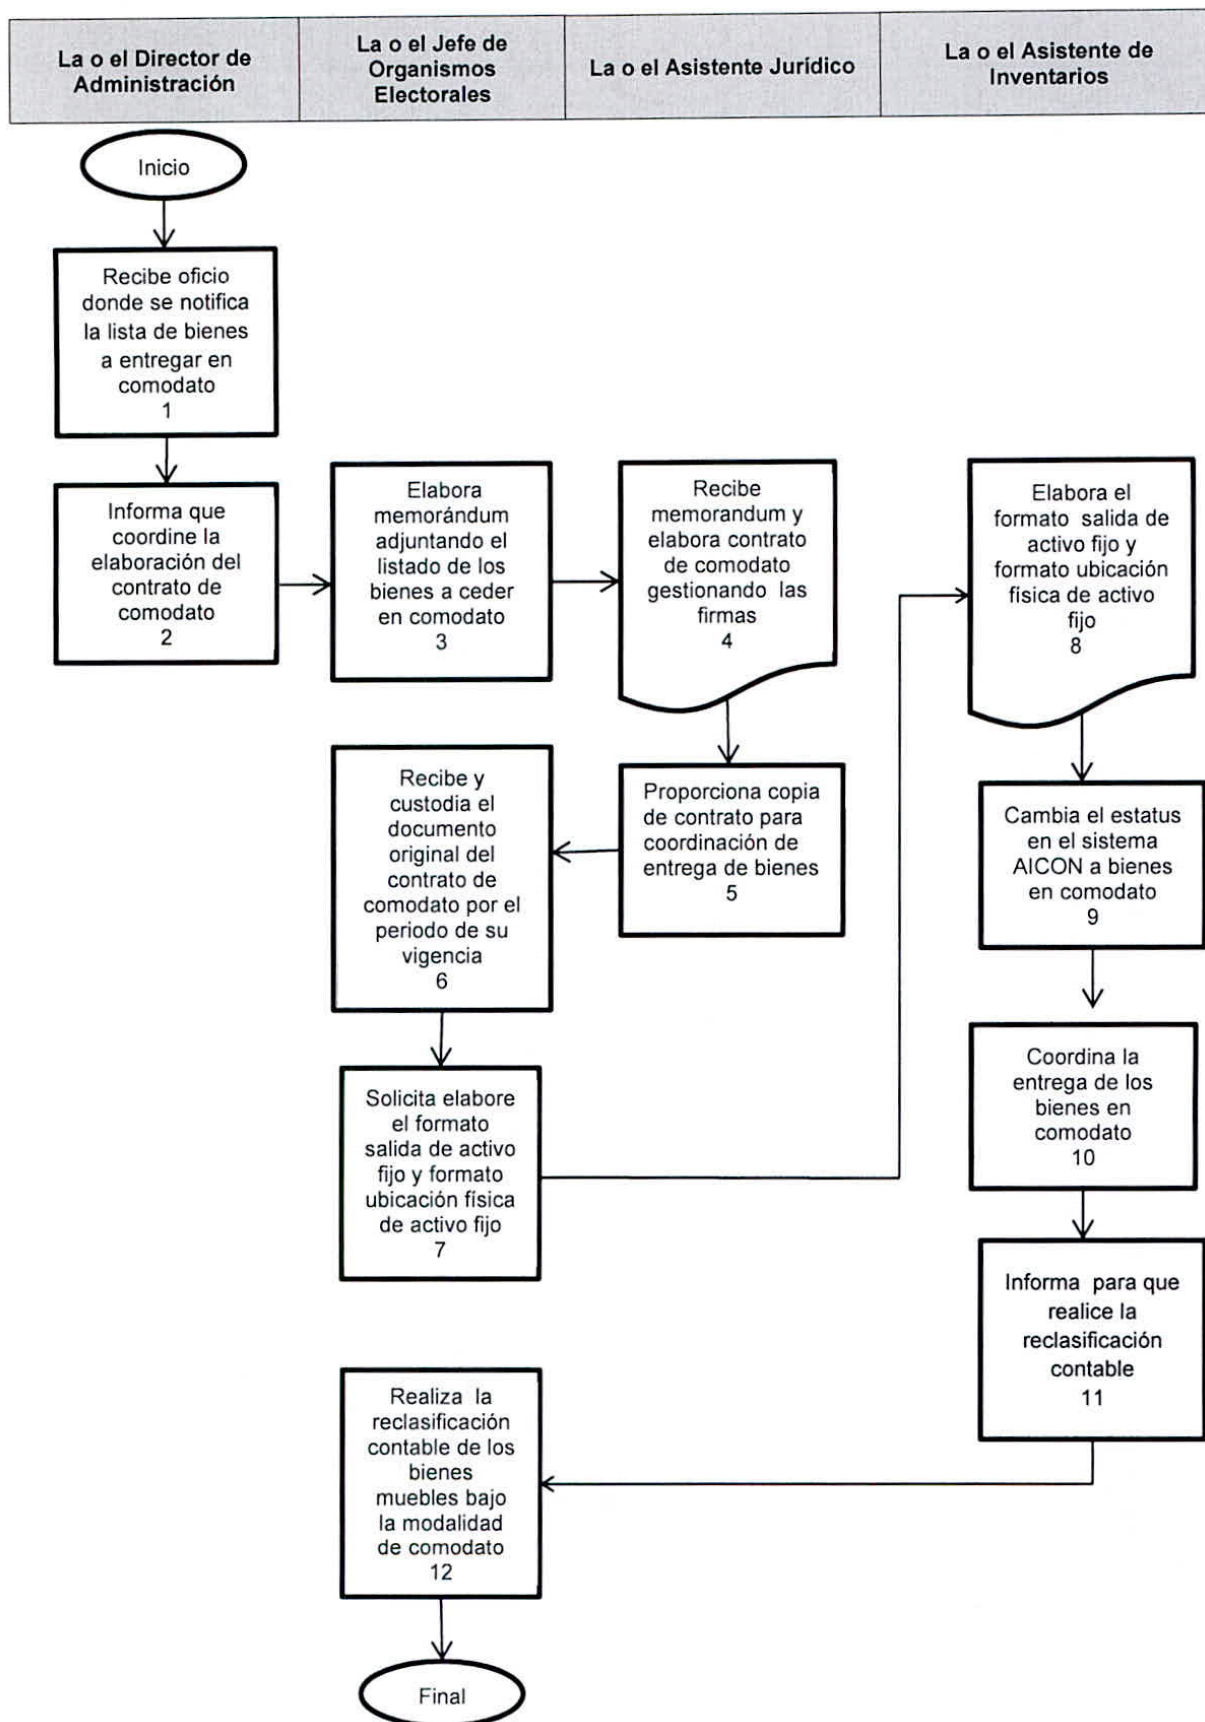 La o el Director de
Administración
La o el Jefe de
Organismos
Electorales
La o el Asistente Jurídico
La o el Asistente de
Inventarios
Inicio
Recibe oficio
donde se notifica
la lista de bienes
a entregar en
comodato
1
Informa que
coordine la
elaboración del
contrato de
comodato
2
Elabora
memorándum
adjuntando el
listado de los
bienes a ceder
en comodato
3
Recibe
memorandum y
elabora contrato
de comodato
gestionando las
firmas
4
Proporciona copia
de contrato para
coordinación de
entrega de bienes
5
Recibe y
custodia el
documento
original del
contrato de
comodato por el
periodo de su
vigencia
6
Solicita elabore
el formato
salida de activo
fijo y formato
ubicación física
de activo fijo
7
Elabora el
formato salida de
activo fijo y
formato ubicación
física de activo
fijo
8
Cambia el estatus
en el sistema
AICON a bienes
en comodato
9
Coordina la
entrega de los
bienes en
comodato
10
Informa para que
realice la
reclasificación
contable
11
Realiza la
reclasificación
contable de los
bienes
muebles bajo
la modalidad
de comodato
12
Final